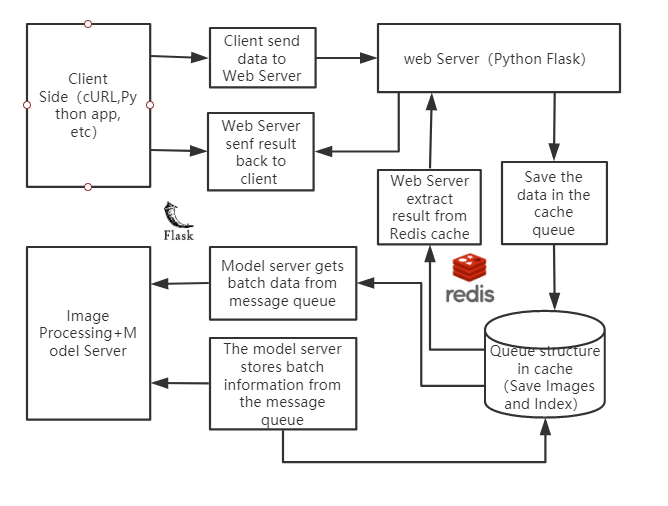 Client
Side（cURL,Py
thon app,
etc）
Client send
data to
Web Server
web Server（Python Flask）
Web Server
senf result
back to
client
Web Server
extract
result from
Redis cache
Save the
data in the
cache
queue
Flask
redis
Image
Processing+M
odel Server
Model server gets
batch data from
message queue
The model server
stores batch
information from
the message
queue
Queue structure
in cache
（Save Images
and Index）